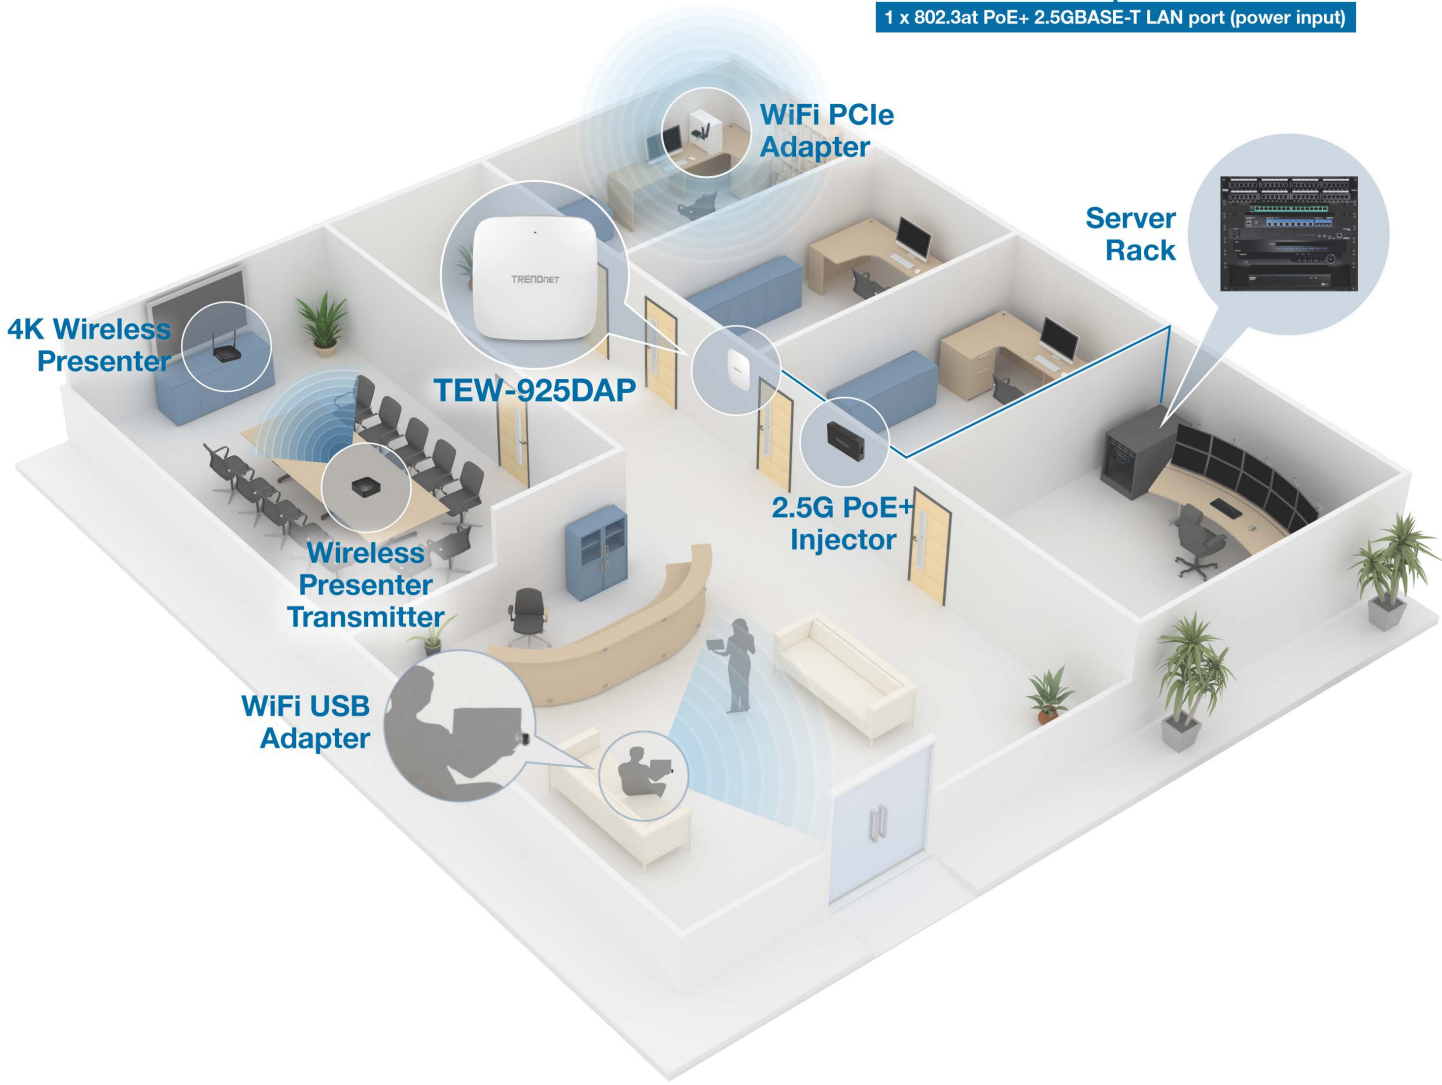 1 x 802.3at PoE+ 2.5GBASE-T LAN port (power input)
WiFi PCIe
Adapter
Server
Rack
TRENDNET
4K Wireless
Presenter
TEW-925DAP
2.5G PoE+
Injector
Wireless
Presenter
Transmitter
WiFi USB
Adapter